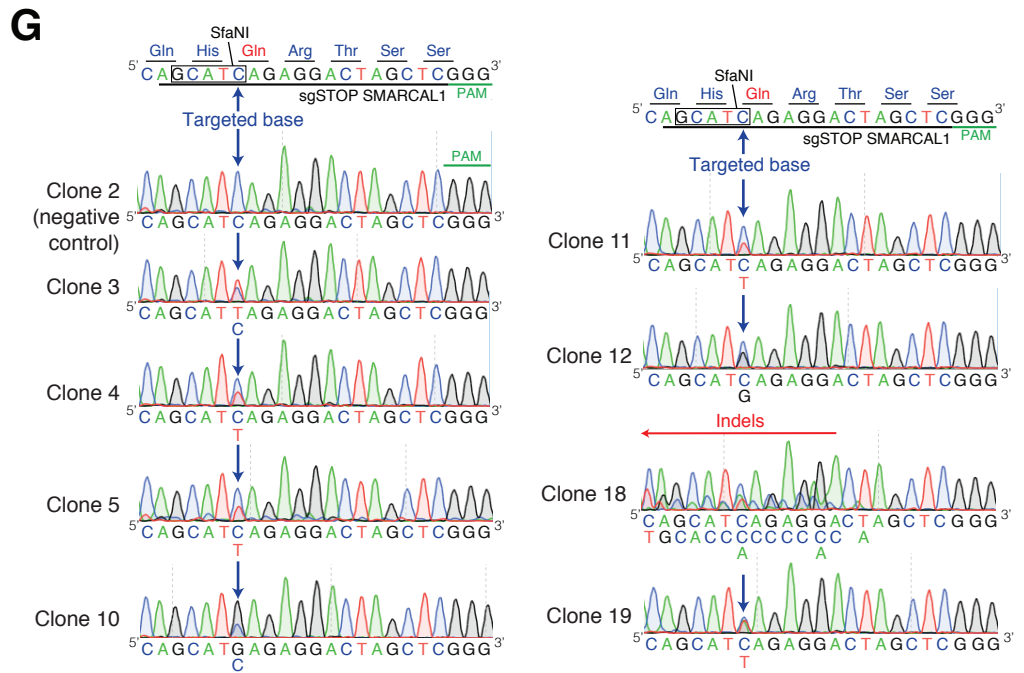 G
SfaNI
Gln His Gln Arg Thr Ser Ser
5' CAGCATCAGAGGACTAGCTCGGG 3'
sgSTOP SMARCAL1 PAM
Targeted base
PAM
Clone 2
(negative
control)
5' CAGCATCAGAGGACTAGCTCGGG 3'
Clone 3
5' CAGCATTAGAGGACTAGCTCGGG 3'
C
Clone 4
5' CAGCATCAGAGGACTAGCTCGGG 3'
T
Clone 5
5' CAGCATCAGAGGACTAGCTCGGG 3'
T
Clone 10
5' CAGCATGAGAGGACTAGCTCGGG 3'
C
SfaNI
Gln His Gln Arg Thr Ser Ser
5' CAGCATCAGAGGACTAGCTCGGG 3'
sgSTOP SMARCAL1 PAM
Targeted base
Clone 11
5' CAGCATCAGAGGACTAGCTCGGG 3'
T
Clone 12
5' CAGCATCAGAGGACTAGCTCGGG 3'
G
Indels
Clone 18
5' CAGCATCAGAGGACTAGCTCGGG 3'
TGCACCCCCCCCC A
A A
Clone 19
5' CAGCATCAGAGGACTAGCTCGGG 3'
T